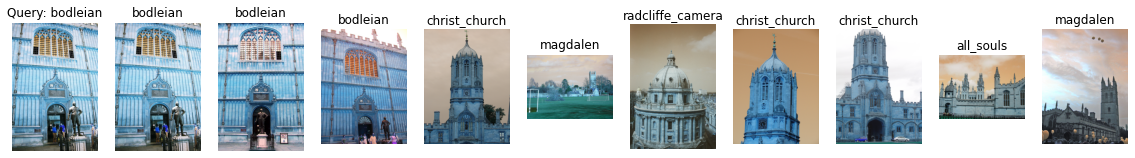 Query: bodleian
bodleian
bodleian
bodleian
christ_church
magdalen
radcliffe_camera
christ_church
christ_church
all_souls
magdalen